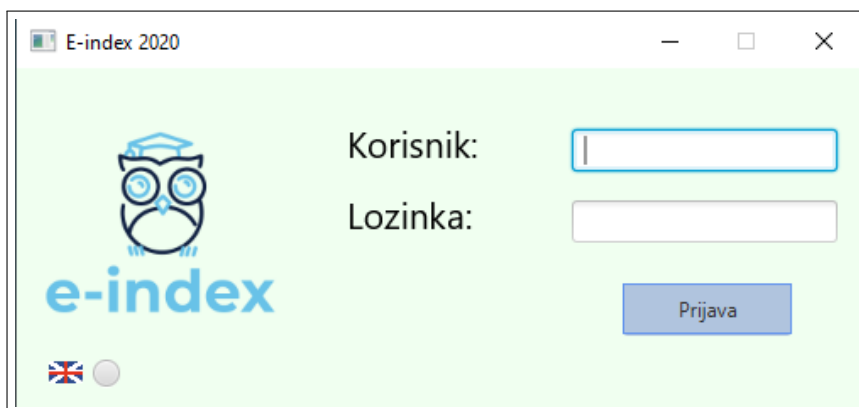 E-index 2020
Korisnik:
Lozinka:
e-index
Prijava